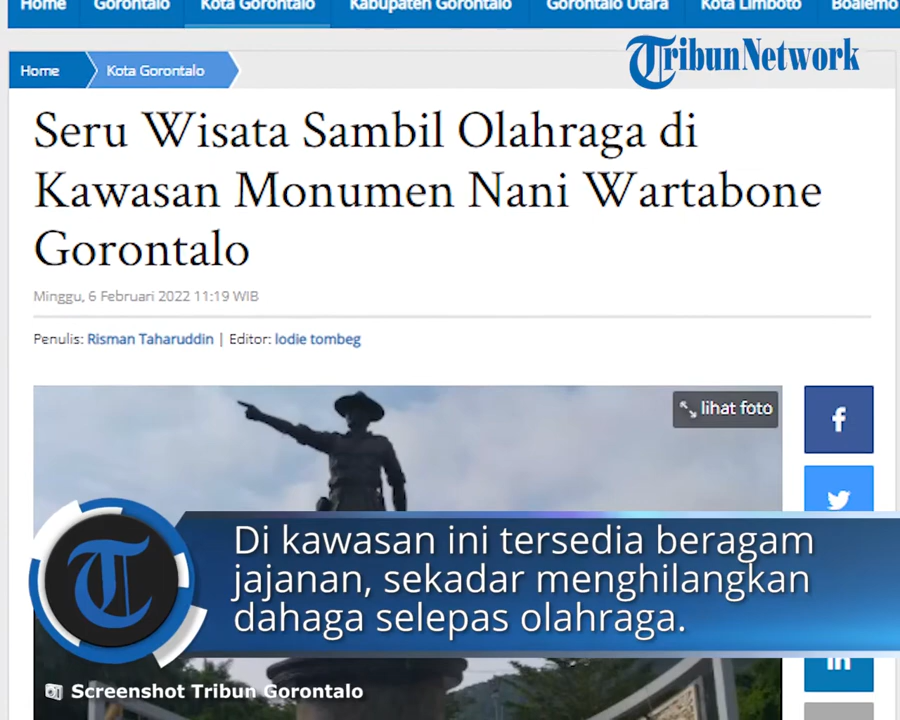 Home Gorontalo Kota Gorontalo Kabupaten Gorontalo Gorontalo Utara Kota Limboto Boalemo
Home Kota Gorontalo
TribunNetwork
Seru Wisata Sambil Olahraga di
Kawasan Monumen Nani Wartabone
Gorontalo
Minggu, 6 Februari 2022 11:19 WIB
Penulis: Risman Taharuddin | Editor: lodie tombeg
lihat foto
f
Di kawasan ini tersedia beragam
jajanan, sekadar menghilangkan
dahaga selepas olahraga.
T
in
Screenshot Tribun Gorontalo